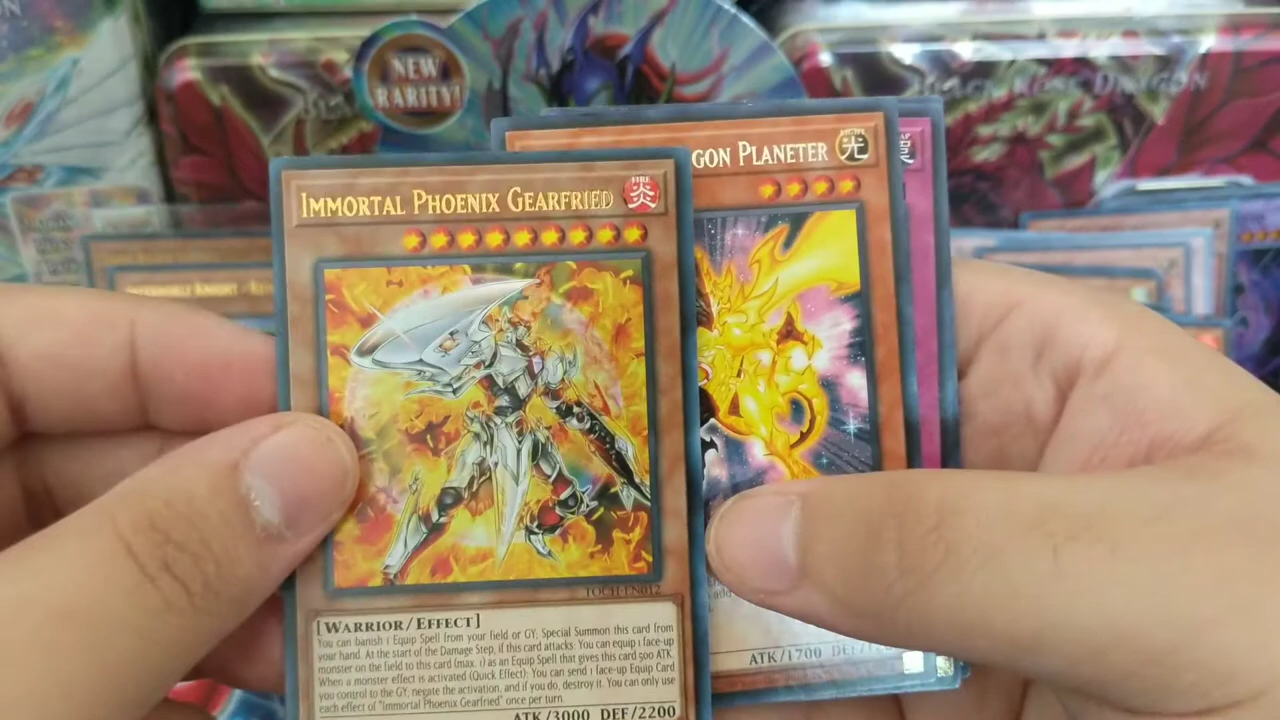 NEW
RARITY!
BLACK ROSE DRAGON
IMMORTAL PHOENIX GEARFRIED
FIRE
炎
GON PLANETER
LIGHT
光
TOCH-EN012
[WARRIOR/EFFECT]
You can banish 1 Equip Spell from your field or GY; Special Summon this card from
your hand. At the start of the Damage Step, if this card attacks: You can equip 1 face-up
monster on the field to this card (max. 1) as an Equip Spell that gives this card 500 ATK.
When a monster effect is activated (Quick Effect): You can send 1 face-up Equip Card
you control to the GY; negate the activation, and if you do, destroy it. You can only use
each effect of "Immortal Phoenix Gearfried" once per turn.
ATK/3000 DEF/2200
ATK/1700 DEF/